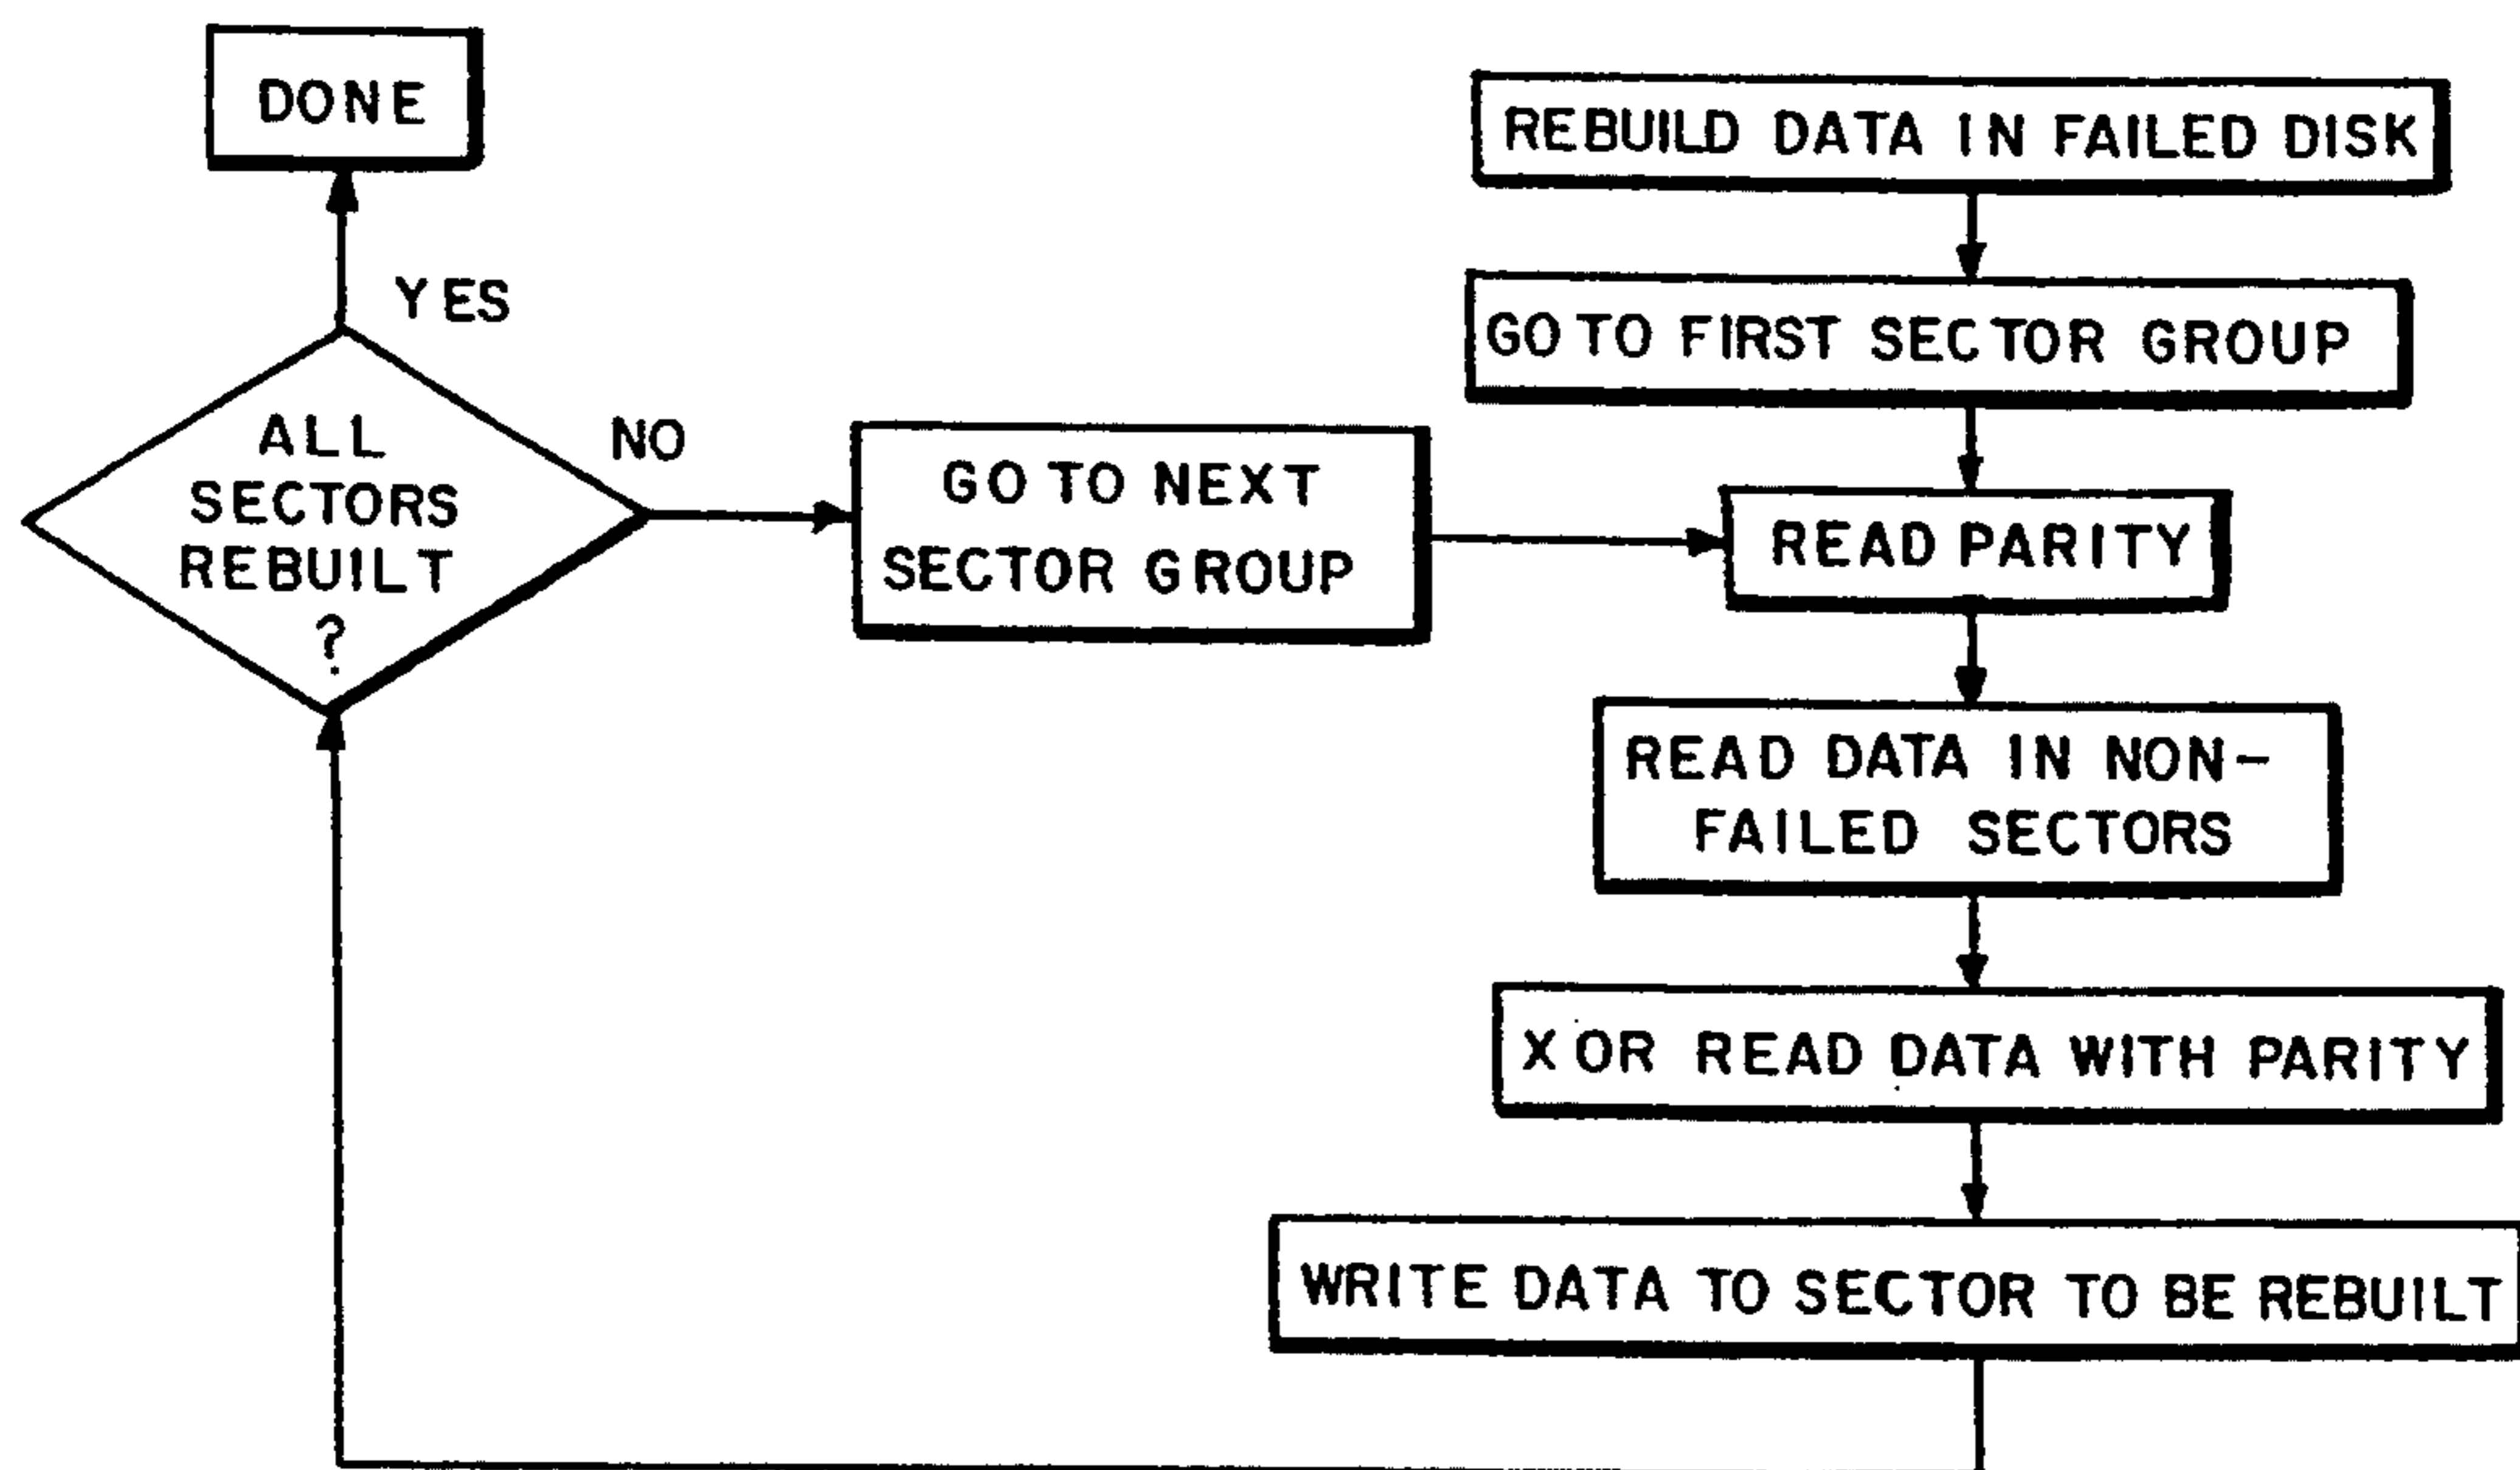 DONE
REBUILD DATA IN FAILED DISK
GO TO FIRST SECTOR GROUP
YES
ALL
SECTORS
REBUILT
?
NO
GO TO NEXT
SECTOR GROUP
READ PARITY
READ DATA IN NON-
FAILED SECTORS
XOR READ DATA WITH PARITY
WRITE DATA TO SECTOR TO BE REBUILT